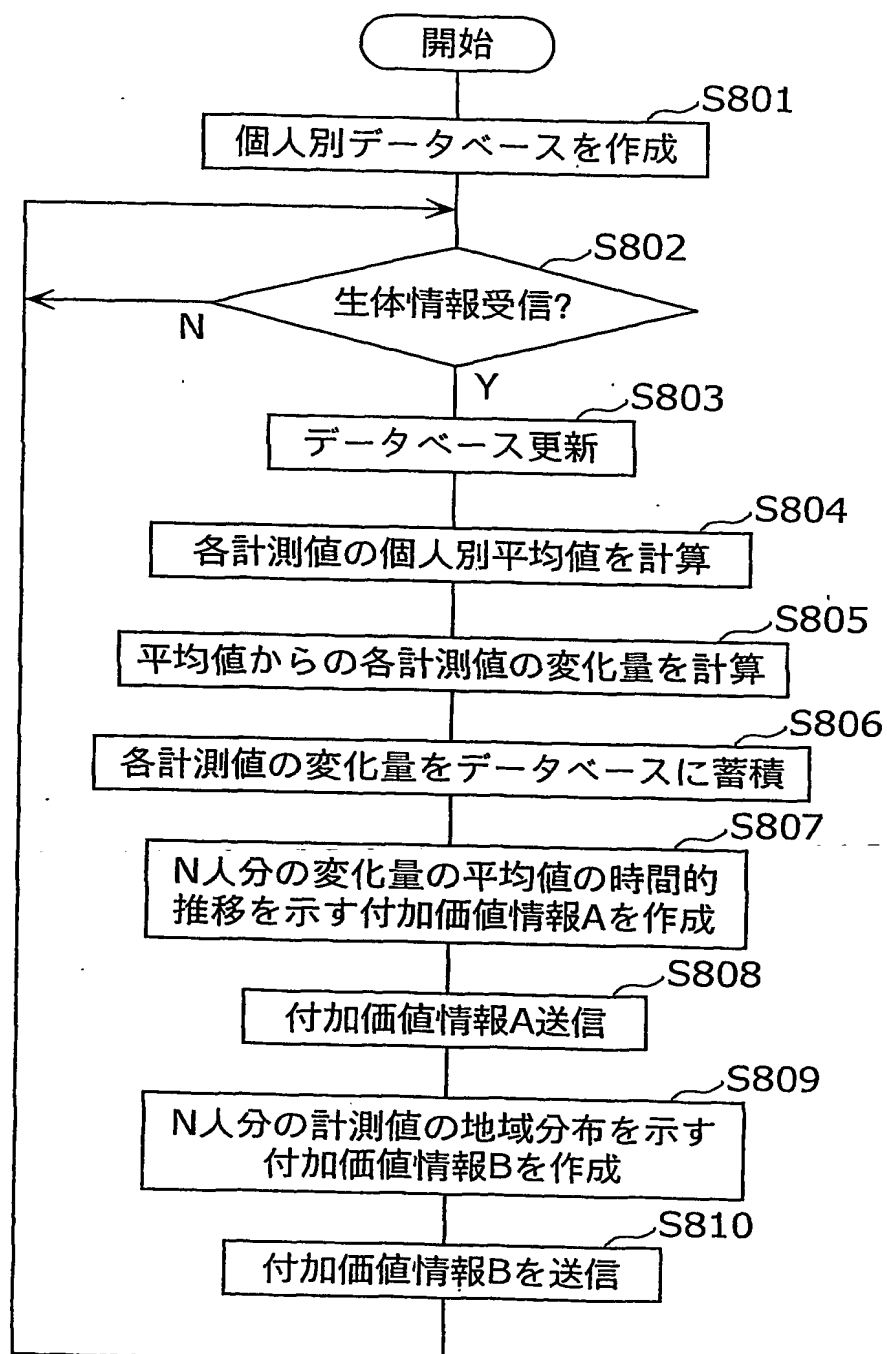 開始
S801
個人別データベースを作成
S802
生体情報受信?
N
Y
S803
データベース更新
S804
各計測値の個人別平均値を計算
S805
平均値からの各計測値の変化量を計算
S806
各計測値の変化量をデータベースに蓄積
S807
N人分の変化量の平均値の時間的
推移を示す付加価値情報Aを作成
S808
付加価値情報A送信
S809
N人分の計測値の地域分布を示す
付加価値情報Bを作成
S810
付加価値情報Bを送信